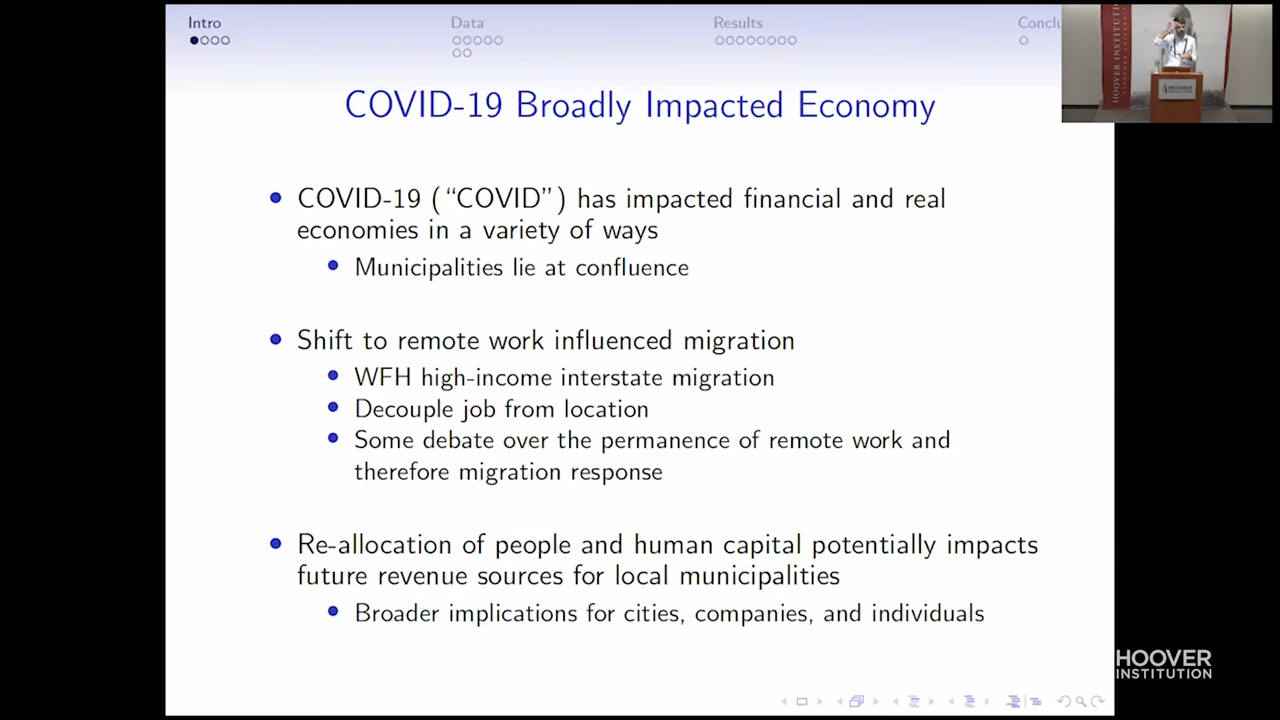 Intro
Data
Results
Conclu
COVID-19 Broadly Impacted Economy
COVID-19 (“COVID”) has impacted financial and real
economies in a variety of ways
Municipalities lie at confluence
Shift to remote work influenced migration
WFH high-income interstate migration
Decouple job from location
Some debate over the permanence of remote work and
therefore migration response
Re-allocation of people and human capital potentially impacts
future revenue sources for local municipalities
Broader implications for cities, companies, and individuals
HOOVER INSTITUTION
HOOVER
HOOVER
INSTITUTION